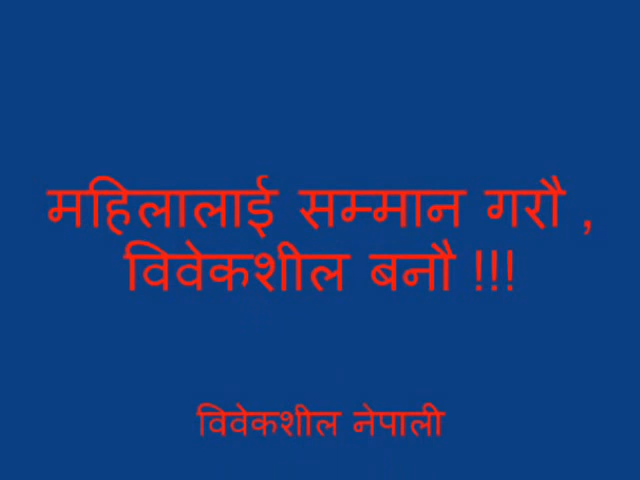 महिलालाई सम्मान गरौ ,
विवेकशील बनौ !!!
विवेकशील नेपाली